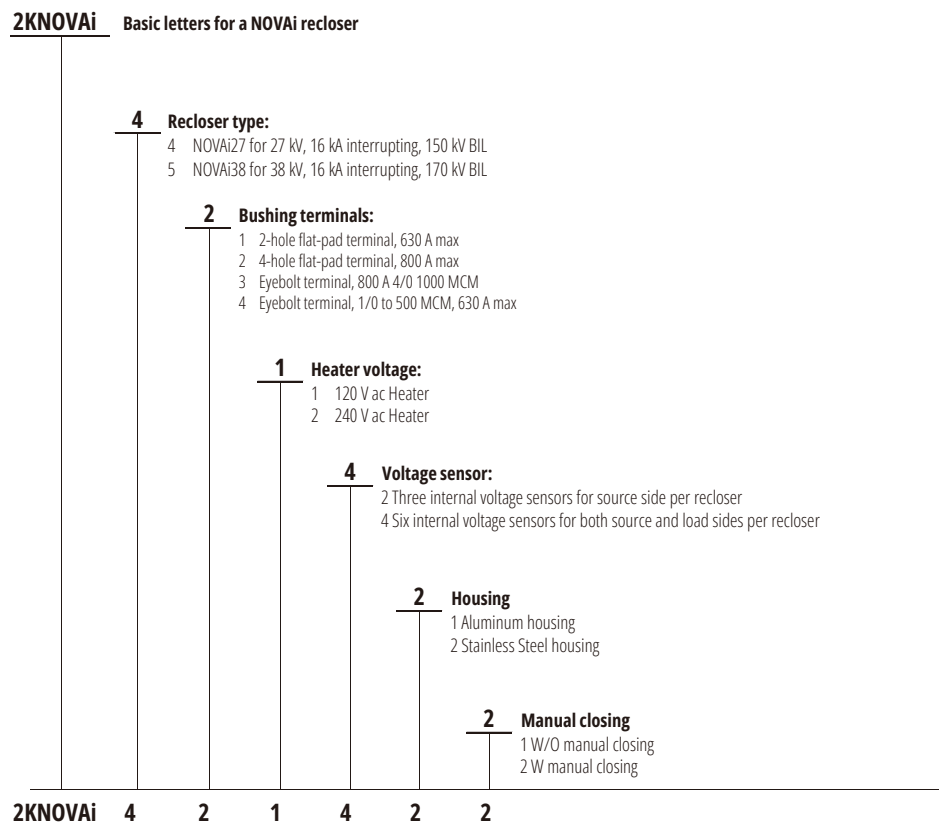 2KNOVAi Basic letters for a NOVAi recloser
4 Recloser type:
4 NOVAi27 for 27 kV, 16 kA interrupting, 150 kV BIL
5 NOVAi38 for 38 kV, 16 kA interrupting, 170 kV BIL
2 Bushing terminals:
1 2-hole flat-pad terminal, 630 A max
2 4-hole flat-pad terminal, 800 A max
3 Eyebolt terminal, 800 A 4/0 1000 MCM
4 Eyebolt terminal, 1/0 to 500 MCM, 630 A max
1 Heater voltage:
1 120 V ac Heater
2 240 V ac Heater
4 Voltage sensor:
2 Three internal voltage sensors for source side per recloser
4 Six internal voltage sensors for both source and load sides per recloser
2 Housing
1 Aluminum housing
2 Stainless Steel housing
2 Manual closing
1 W/O manual closing
2 W manual closing
2KNOVAi 4 2 1 4 2 2